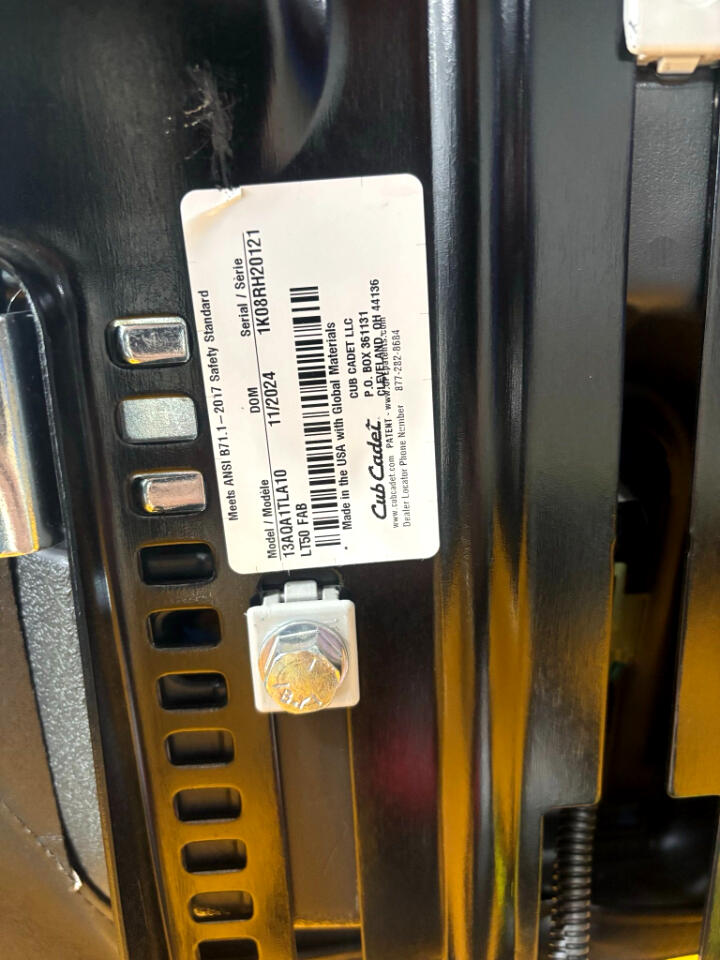 Meets ANSI B71.1–2017 Safety Standard
Model / Modèle DOM Serial / Série
13AQA1TLA10 11/2024 1K08RH20121
LT50 FAB
Made in the USA with Global Materials
CUB CADET LLC
P.O. BOX 361131
CLEVELAND, OH 44136
Cub Cadet
www.cubcadet.com PATENT -
Dealer Locator Phone Number 877-282-8684